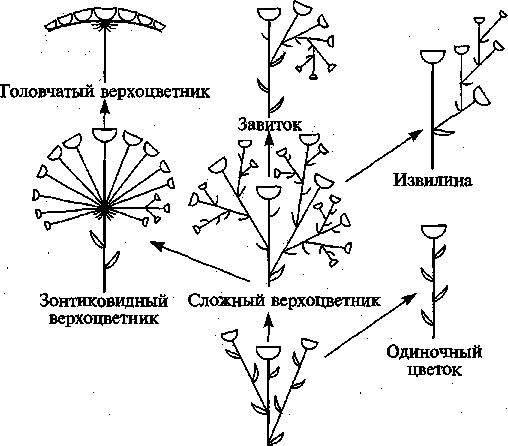 Головчатый верхоцветник
Завиток
Извилина
Зонтиковидный
верхоцветник
Сложный верхоцветник
Одиночный
цветок